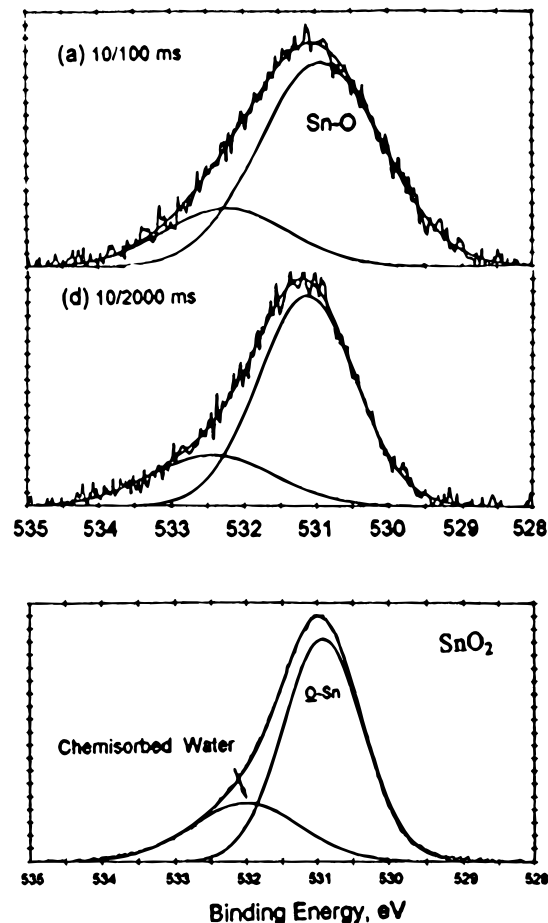 (a) 10/100 ms
Sn-O
(d) 10/2000 ms
535 534 533 532 531 530 529 528
SnO₂
O-Sn
Chemisorbed Water
535 534 533 532 531 530 529 528
Binding Energy, eV